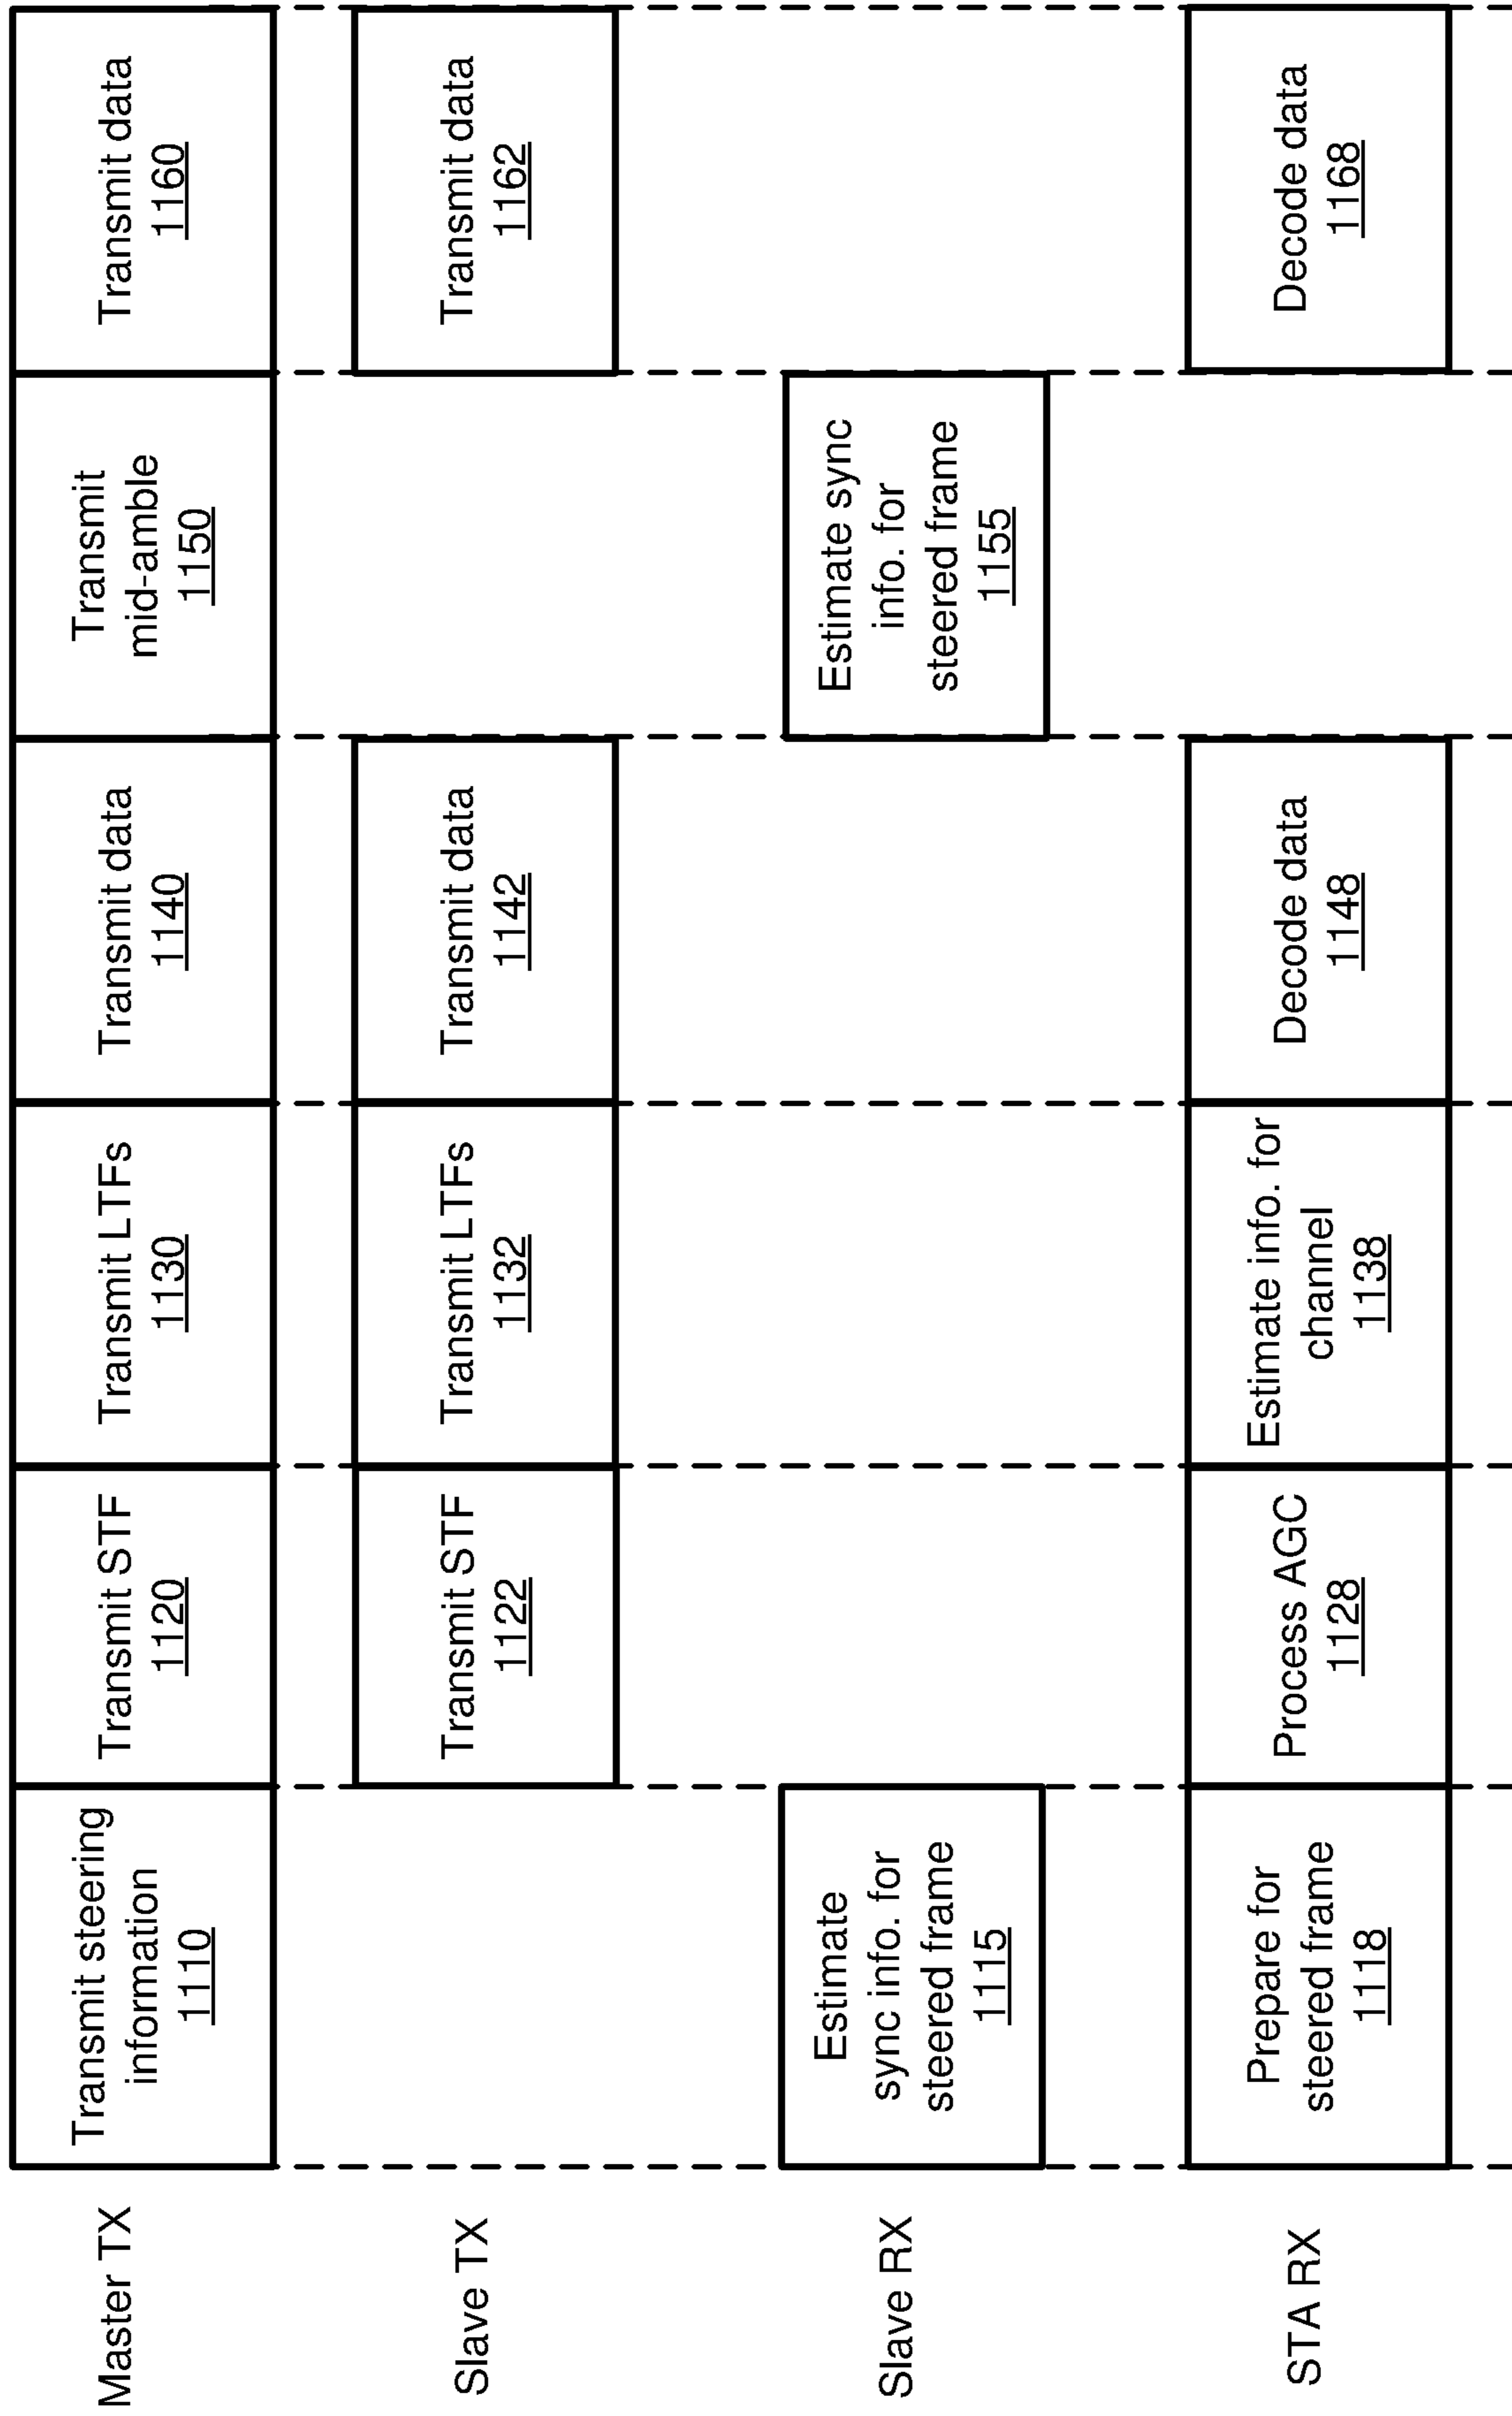 Master TX
Transmit steering
information
1110
Transmit STF
1120
Transmit LTFs
1130
Transmit data
1140
Transmit
mid-amble
1150
Transmit data
1160
Slave TX
Transmit STF
1122
Transmit LTFs
1132
Transmit data
1142
Transmit data
1162
Slave RX
Estimate
sync info. for
steered frame
1115
Estimate sync
info. for
steered frame
1155
STA RX
Prepare for
steered frame
1118
Process AGC
1128
Estimate info. for
channel
1138
Decode data
1148
Decode data
1168